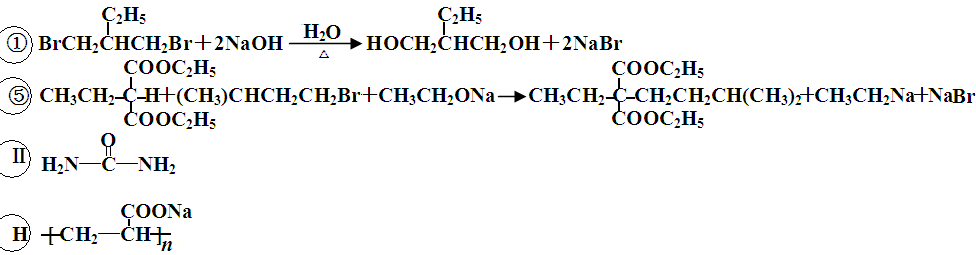 C₂H₅
① BrCH₂CHCH₂Br+2NaOH H₂O △ HOCH₂CHCH₂OH+2NaBr
C₂H₅
COOC₂H₅
⑤ CH₃CH₂-C-H+(CH₃)CHCH₂CH₂Br+CH₃CH₂ONa→CH₃CH₂-C-CH₂CH₂CH(CH₃)₂+CH₃CH₂Na+NaBr
COOC₂H₅
COOC₂H₅
COOC₂H₅
O
II H₂N—C—NH₂
COONa
H +CH₂—CH+n